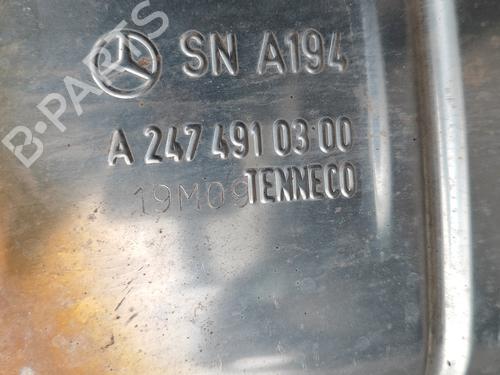 SN A194
A 247 491 03 00
19M09 TENNECO
B-PARTS